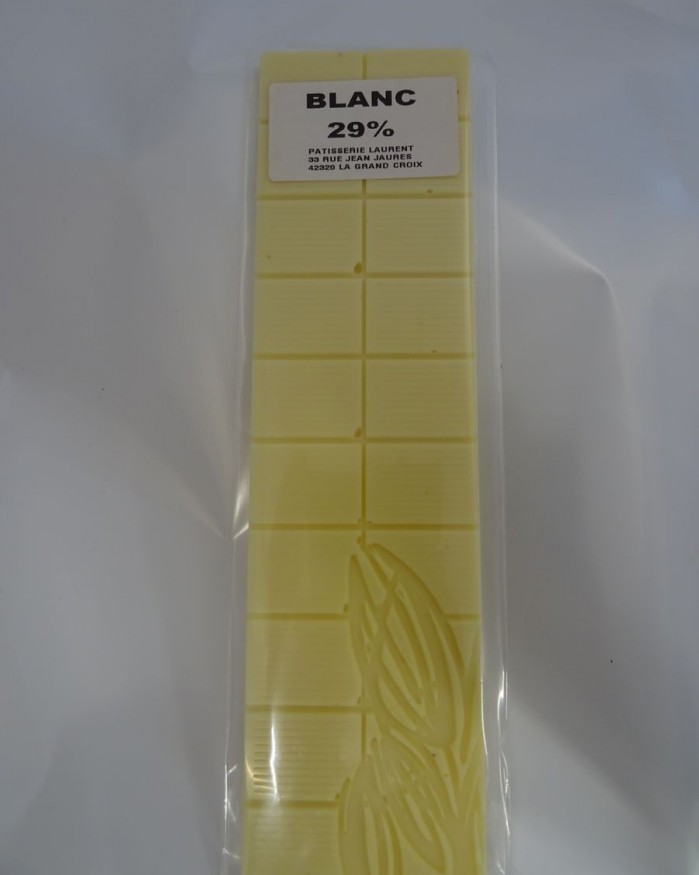 BLANC
29%
PATISSERIE LAURENT
33 RUE JEAN JAURES
42320 LA GRAND CROIX